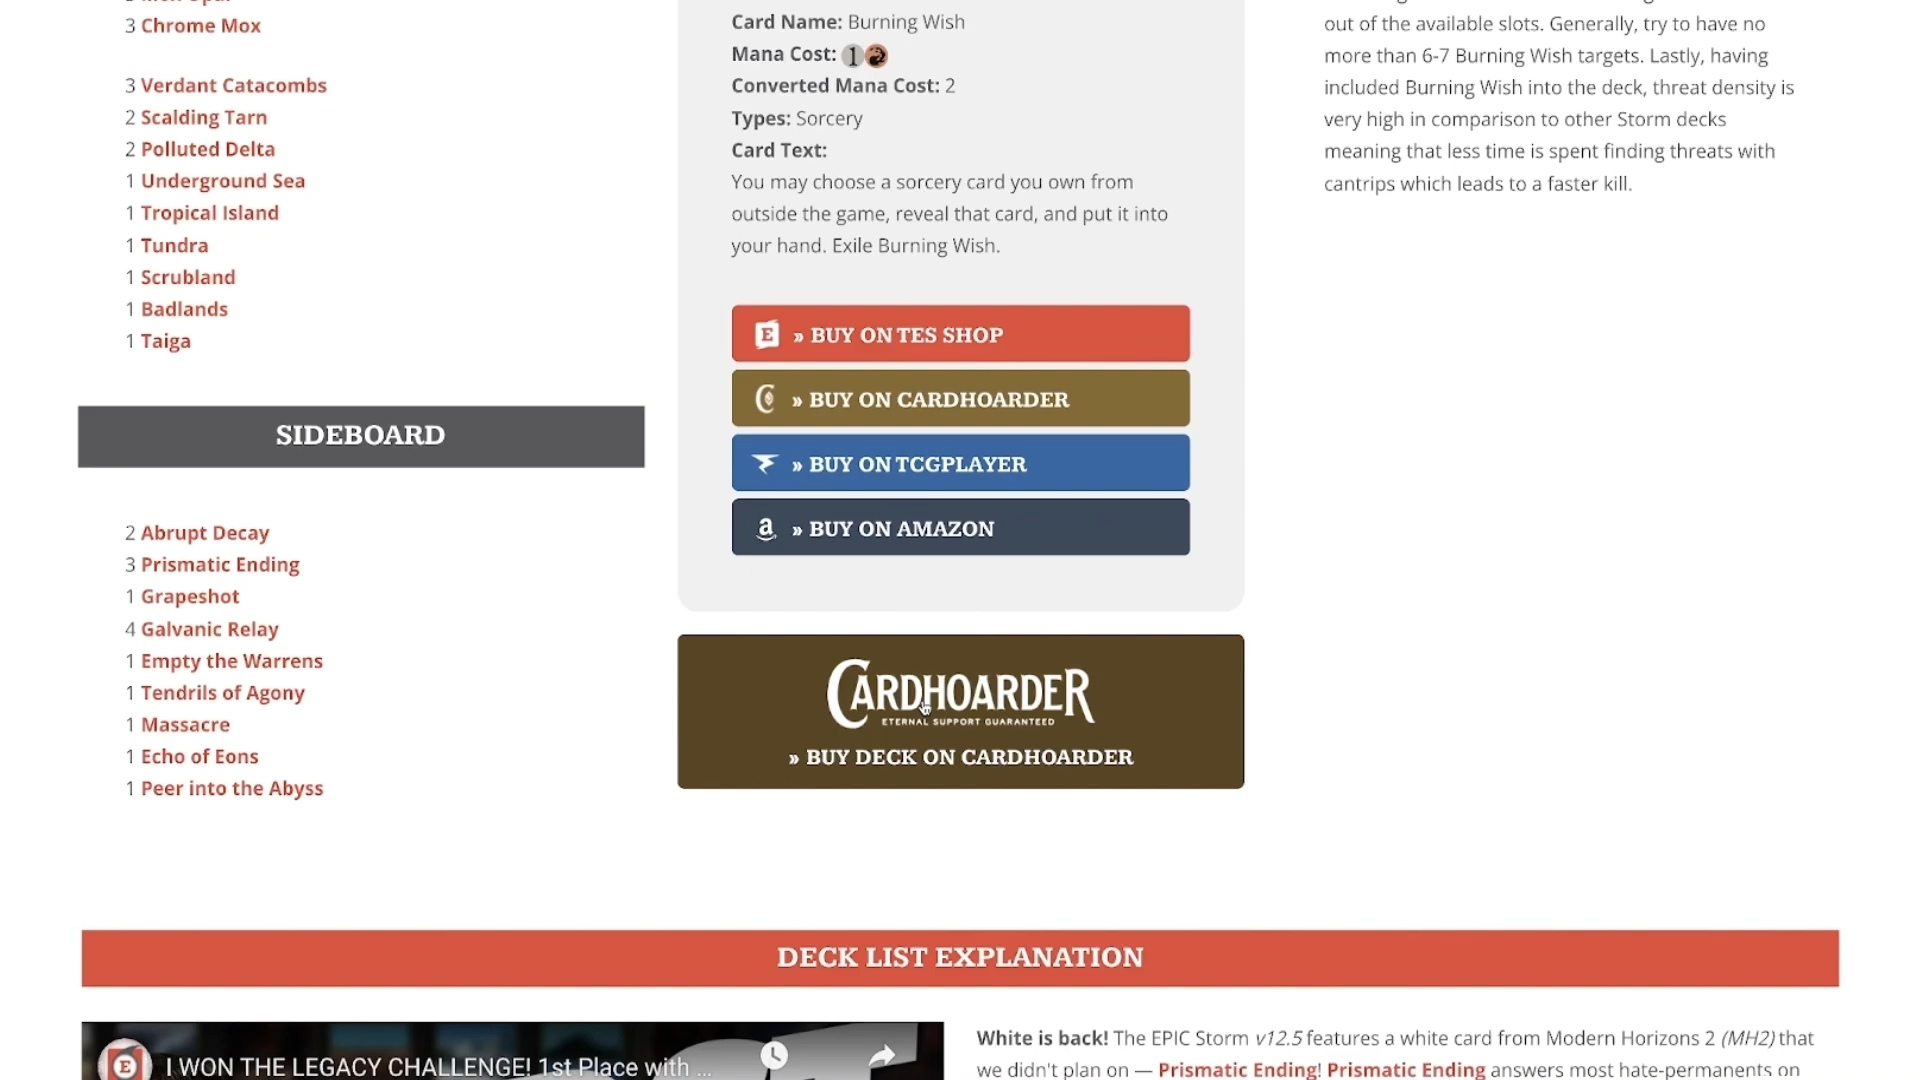 3 Chrome Mox
3 Verdant Catacombs
2 Scalding Tarn
2 Polluted Delta
1 Underground Sea
1 Tropical Island
1 Tundra
1 Scrubland
1 Badlands
1 Taiga
SIDEBOARD
2 Abrupt Decay
3 Prismatic Ending
1 Grapeshot
4 Galvanic Relay
1 Empty the Warrens
1 Tendrils of Agony
1 Massacre
1 Echo of Eons
1 Peer into the Abyss
Card Name: Burning Wish
Mana Cost: 1
Converted Mana Cost: 2
Types: Sorcery
Card Text:
You may choose a sorcery card you own from
outside the game, reveal that card, and put it into
your hand. Exile Burning Wish.
E » BUY ON TES SHOP
» BUY ON CARDHOARDER
» BUY ON TCGPLAYER
a » BUY ON AMAZON
CARDHOARDER
ETERNAL SUPPORT GUARANTEED
» BUY DECK ON CARDHOARDER
out of the available slots. Generally, try to have no
more than 6-7 Burning Wish targets. Lastly, having
included Burning Wish into the deck, threat density is
very high in comparison to other Storm decks
meaning that less time is spent finding threats with
cantrips which leads to a faster kill.
DECK LIST EXPLANATION
E I WON THE LEGACY CHALLENGE! 1st Place with ...
White is back! The EPIC Storm v12.5 features a white card from Modern Horizons 2 (MH2) that
we didn't plan on — Prismatic Ending! Prismatic Ending answers most hate-permanents on